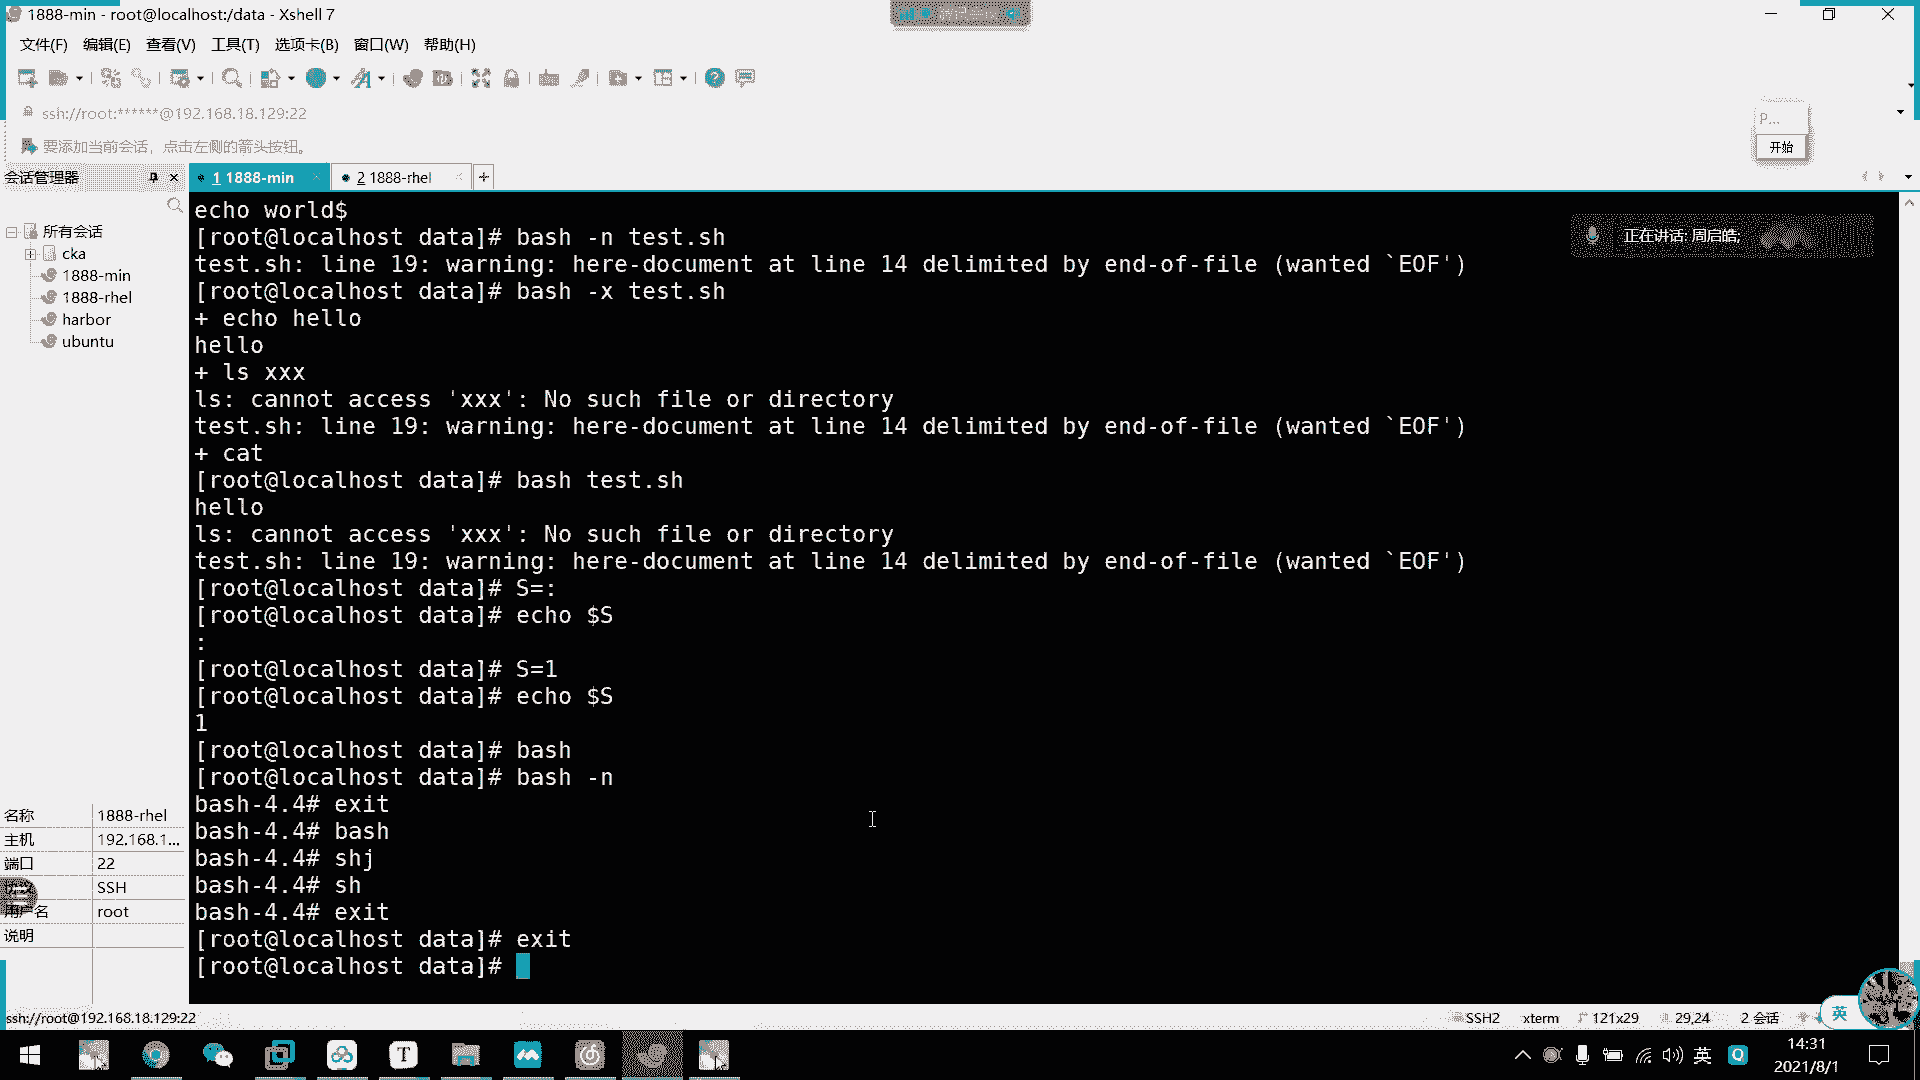 1888-min - root@localhost:/data - Xshell 7
文件(F) 编辑(E) 查看(V) 工具(T) 选项卡(B) 窗口(W) 帮助(H)
ssh://root:******@192.168.18.129:22
P...
要添加当前会话，点击左侧的箭头按钮。
开始
会话管理器
1 1888-min
2 1888-rhel
所有会话
cka
1888-min
1888-rhel
harbor
ubuntu
正在讲话: 周启皓;
echo world$
[root@localhost data]# bash -n test.sh
test.sh: line 19: warning: here-document at line 14 delimited by end-of-file (wanted `EOF')
[root@localhost data]# bash -x test.sh
+ echo hello
hello
+ ls xxx
ls: cannot access 'xxx': No such file or directory
test.sh: line 19: warning: here-document at line 14 delimited by end-of-file (wanted `EOF')
+ cat
[root@localhost data]# bash test.sh
hello
ls: cannot access 'xxx': No such file or directory
test.sh: line 19: warning: here-document at line 14 delimited by end-of-file (wanted `EOF')
[root@localhost data]# S=:
[root@localhost data]# echo $S
:
[root@localhost data]# S=1
[root@localhost data]# echo $S
1
[root@localhost data]# bash
[root@localhost data]# bash -n
bash-4.4# exit
bash-4.4# bash
bash-4.4# shj
bash-4.4# sh
bash-4.4# exit
[root@localhost data]# exit
[root@localhost data]#
名称 1888-rhel
主机 192.168.1...
端口 22
SSH
用户名 root
说明
ssh://root@192.168.18.129:22
SSH2 xterm 121x29 29,24 2 会话
英
英
14:31
2021/8/1